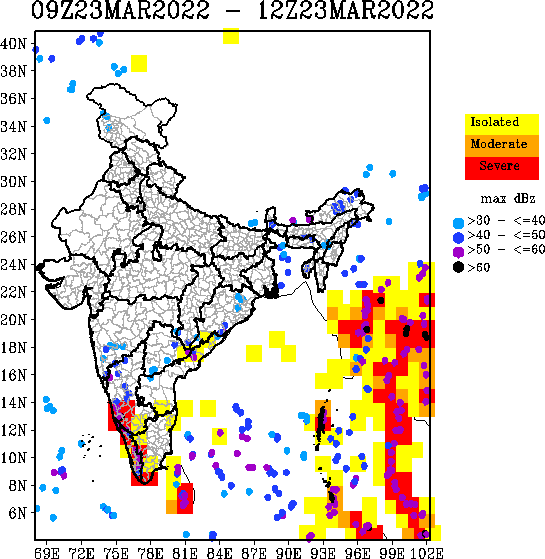 09Z23MAR2022 - 12Z23MAR2022
40N
38N
36N
34N
32N
30N
28N
26N
24N
22N
20N
18N
16N
14N
12N
10N
8N
6N
69E 72E 75E 78E 81E 84E 87E 90E 93E 96E 99E 102E
Isolated
Moderate
Severe
max dBz
>30 - <=40
>40 - <=50
>50 - <=60
>60